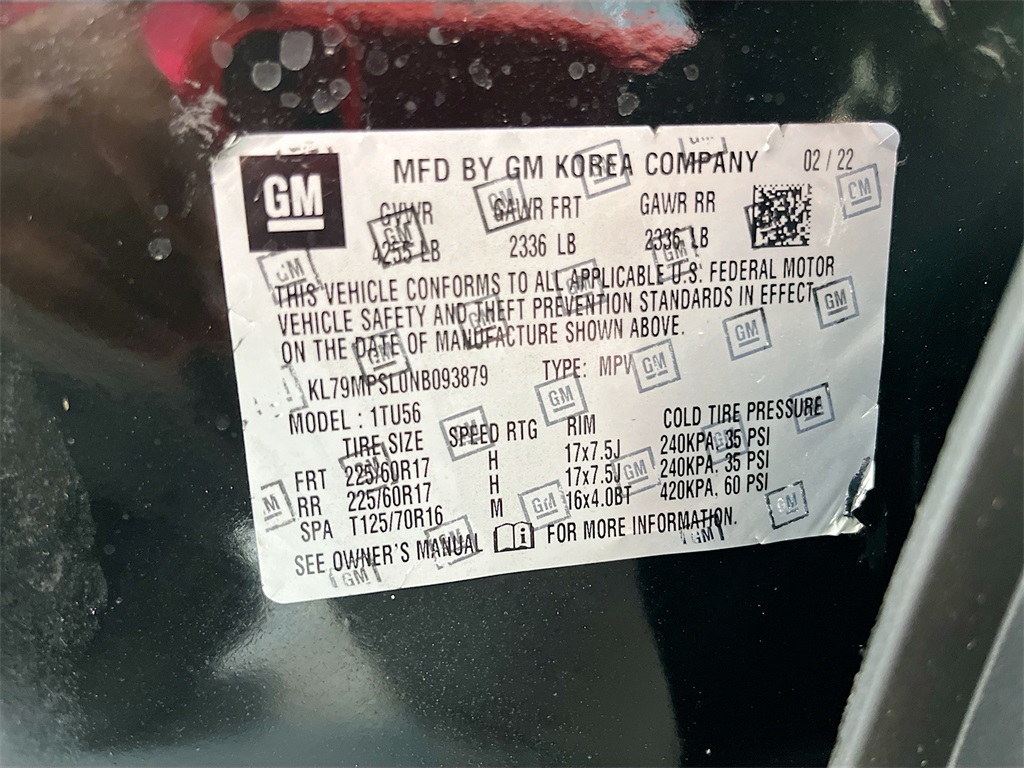 GM
MFD BY GM KOREA COMPANY 02 / 22
GVWR GAWR FRT GAWR RR
4255 LB 2336 LB 2336 LB
THIS VEHICLE CONFORMS TO ALL APPLICABLE U.S. FEDERAL MOTOR
VEHICLE SAFETY AND THEFT PREVENTION STANDARDS IN EFFECT
ON THE DATE OF MANUFACTURE SHOWN ABOVE.
KL79MPSL0NB093879 TYPE: MPV
MODEL : 1TU56
TIRE SIZE SPEED RTG RIM COLD TIRE PRESSURE
FRT 225/60R17 H 17x7.5J 240KPA, 35 PSI
RR 225/60R17 H 17x7.5J 240KPA, 35 PSI
SPA T125/70R16 M 16x4.0BT 420KPA, 60 PSI
SEE OWNER'S MANUAL FOR MORE INFORMATION.